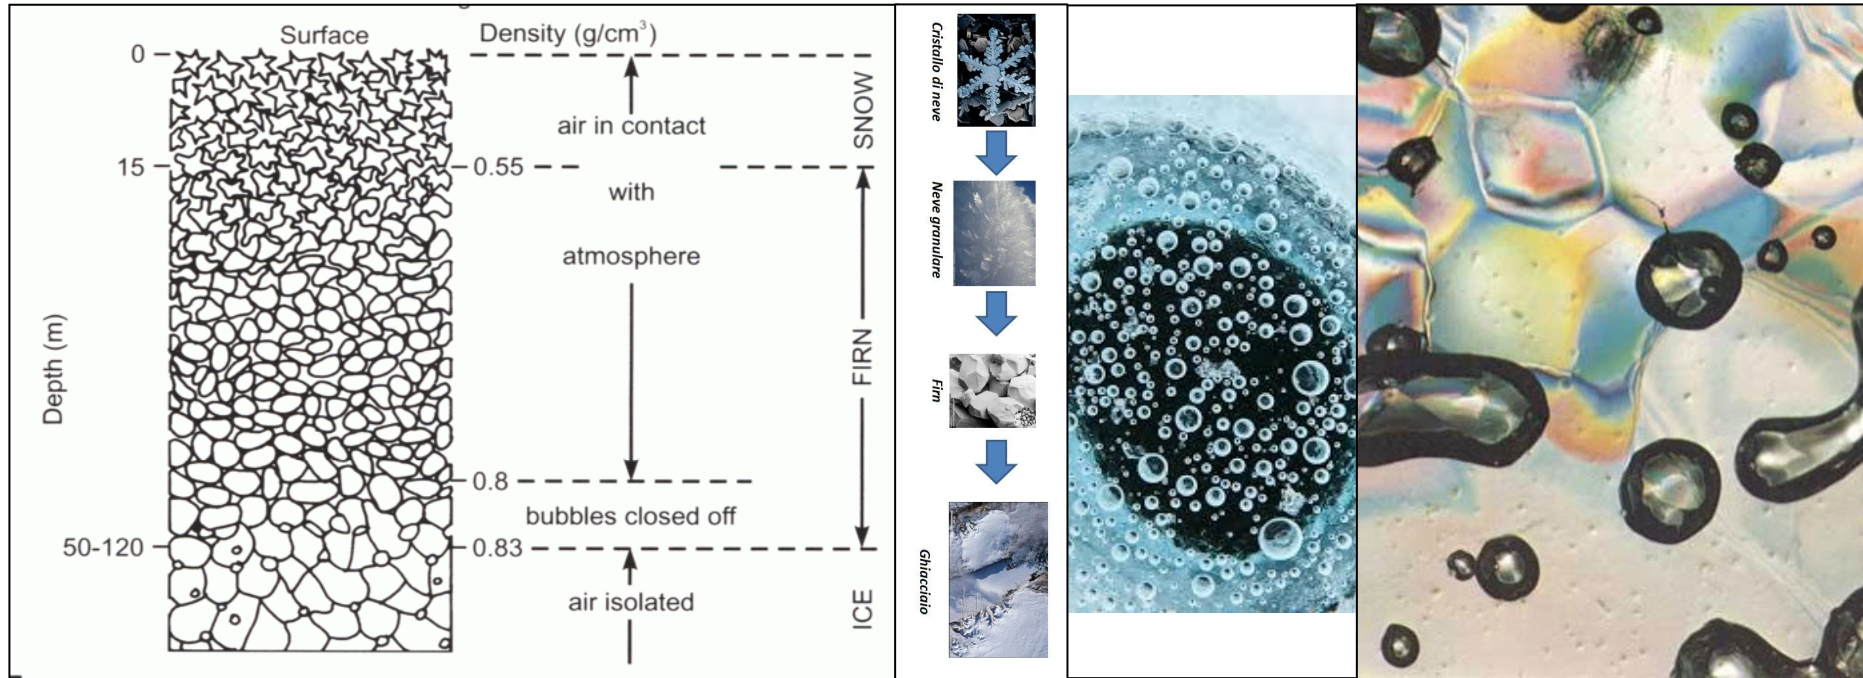 Surface
Density (g/cm³)
0
SNOW
air in contact
15
0.55
with
atmosphere
Depth (m)
FIRN
0.8
bubbles closed off
50-120
0.83
air isolated
ICE
Cristallo di neve
Neve granulare
Firn
Ghiacciaio